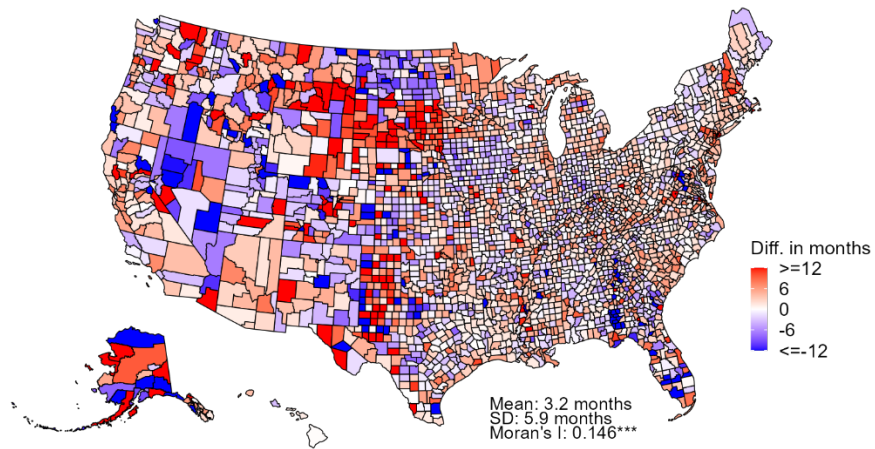 Diff. in months
>=12
6
0
-6
<=-12
Mean: 3.2 months
SD: 5.9 months
Moran's I: 0.146***